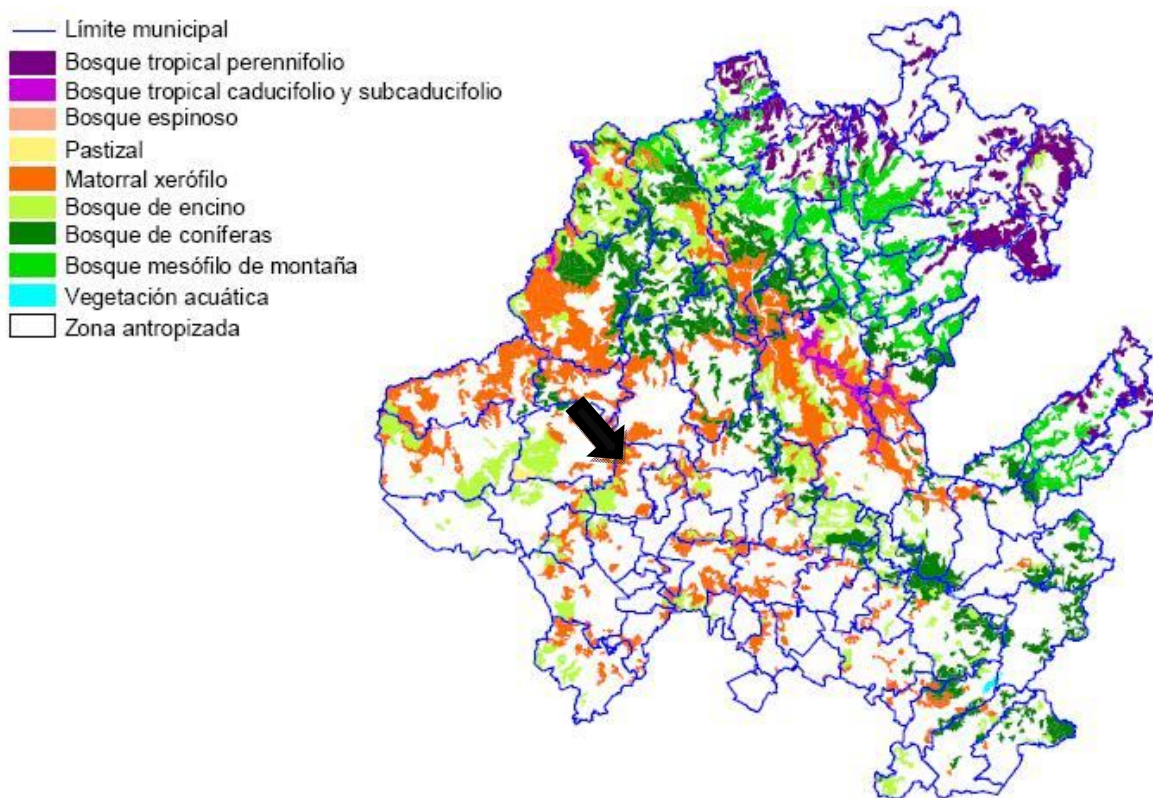 Límite municipal
Bosque tropical perennifolio
Bosque tropical caducifolio y subcaducifolio
Bosque espinoso
Pastizal
Matorral xerófilo
Bosque de encino
Bosque de coníferas
Bosque mesófilo de montaña
Vegetación acuática
Zona antropizada